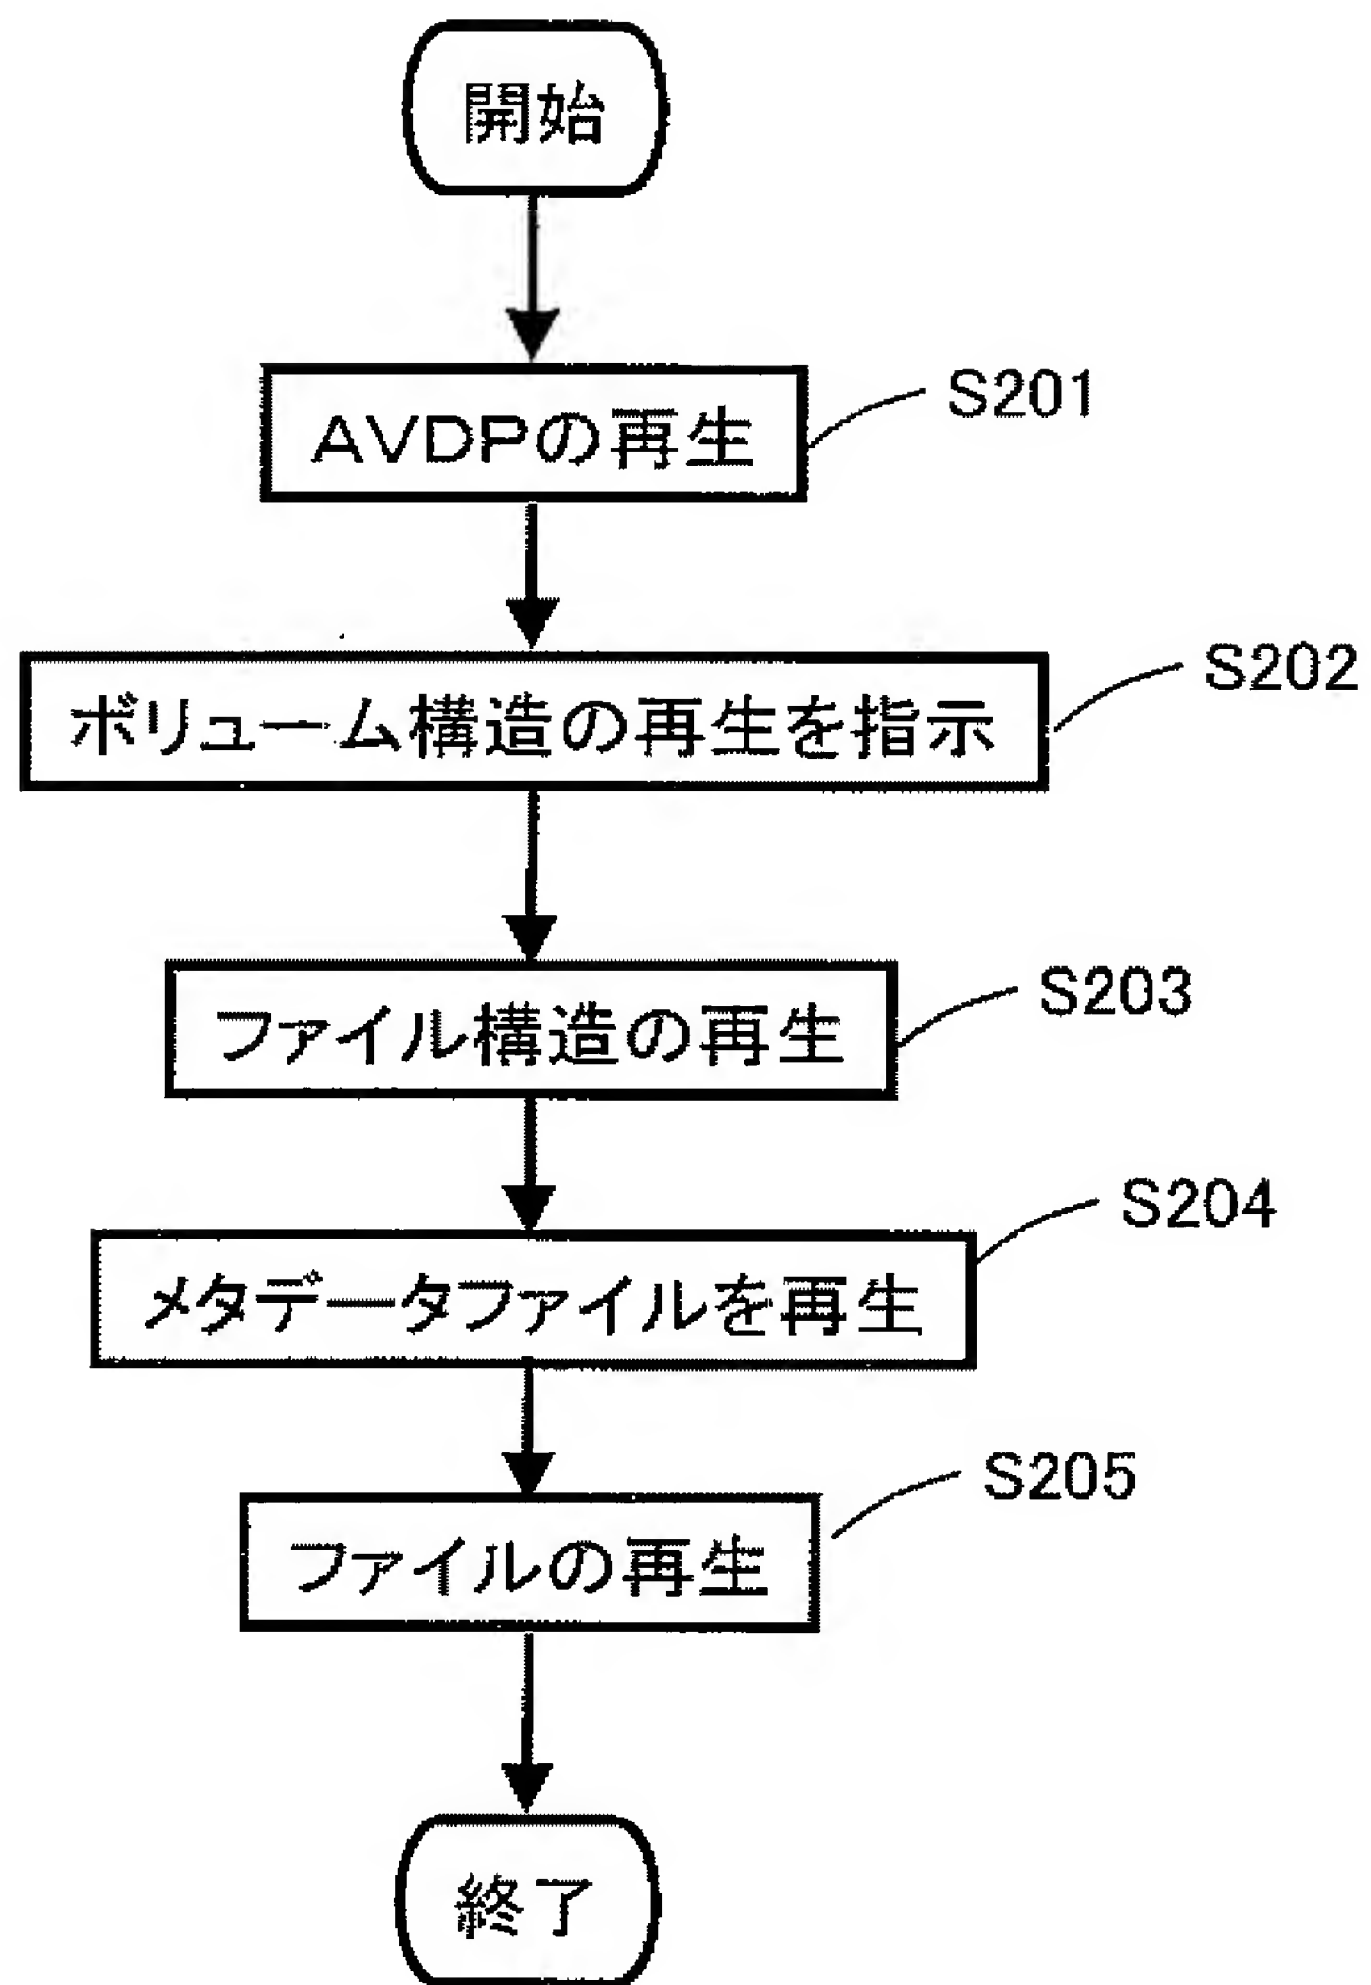 開始
AVDPの再生
S201
ボリューム構造の再生を指示
S202
ファイル構造の再生
S203
メタデータファイルを再生
S204
ファイルの再生
S205
終了